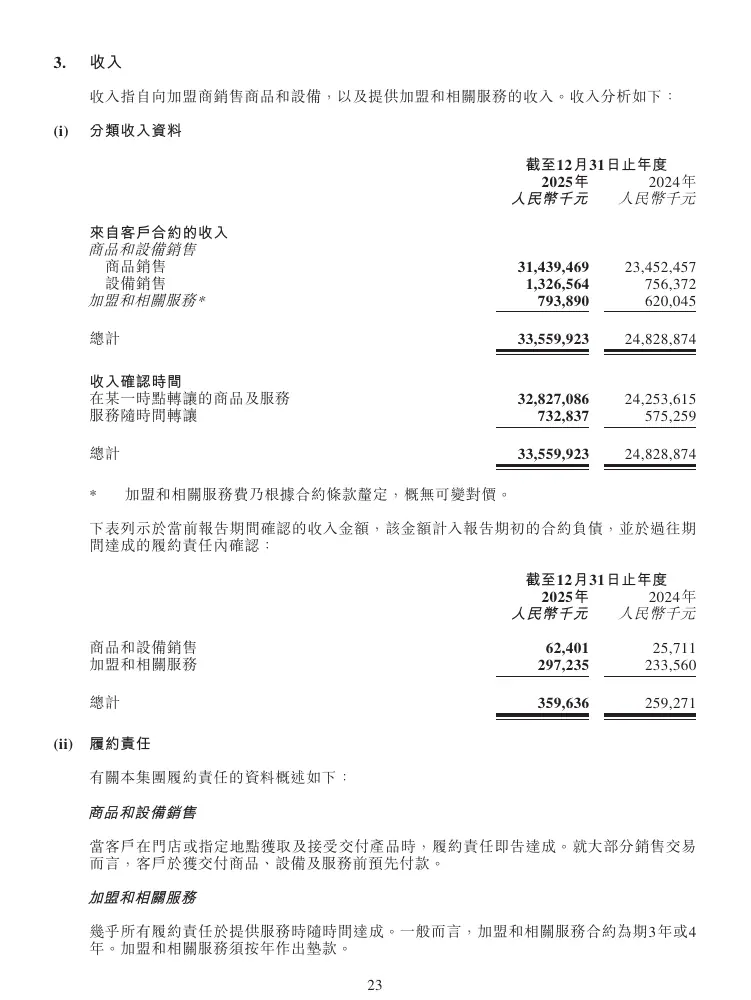 3. 收入
收入指自向加盟商銷售商品和設備，以及提供加盟和相關服務的收入。收入分析如下：
(i) 分類收入資料
截至12月31日止年度
2025年 2024年
人民幣千元 人民幣千元
來自客戶合約的收入
商品和設備銷售
商品銷售 31,439,469 23,452,457
設備銷售 1,326,564 756,372
加盟和相關服務* 793,890 620,045
總計 33,559,923 24,828,874
收入確認時間
在某一時點轉讓的商品及服務 32,827,086 24,253,615
服務隨時間轉讓 732,837 575,259
總計 33,559,923 24,828,874
* 加盟和相關服務費乃根據合約條款釐定，概無可變對價。
下表列示於當前報告期間確認的收入金額，該金額計入報告期初的合約負債，並於過往期
間達成的履約責任內確認：
截至12月31日止年度
2025年 2024年
人民幣千元 人民幣千元
商品和設備銷售 62,401 25,711
加盟和相關服務 297,235 233,560
總計 359,636 259,271
(ii) 履約責任
有關本集團履約責任的資料概述如下：
商品和設備銷售
當客戶在門店或指定地點獲取及接受交付產品時，履約責任即告達成。就大部分銷售交易
而言，客戶於獲交付商品、設備及服務前預先付款。
加盟和相關服務
幾乎所有履約責任於提供服務時隨時間達成。一般而言，加盟和相關服務合約為期3年或4
年。加盟和相關服務須按年作出墊款。
23